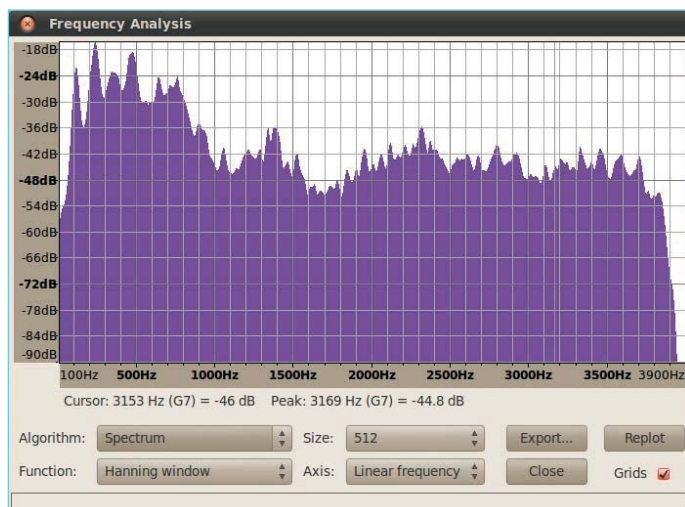 Frequency Analysis
-18dB
-24dB
-30dB
-36dB
-42dB
-48dB
-54dB
-60dB
-66dB
-72dB
-78dB
-84dB
-90dB
100Hz 500Hz 1000Hz 1500Hz 2000Hz 2500Hz 3000Hz 3500Hz 3900Hz
Cursor: 3153 Hz (G7) = -46 dB Peak: 3169 Hz (G7) = -44.8 dB
Algorithm: Spectrum Size: 512 Export... Replot
Function: Hanning window Axis: Linear frequency Close Grids